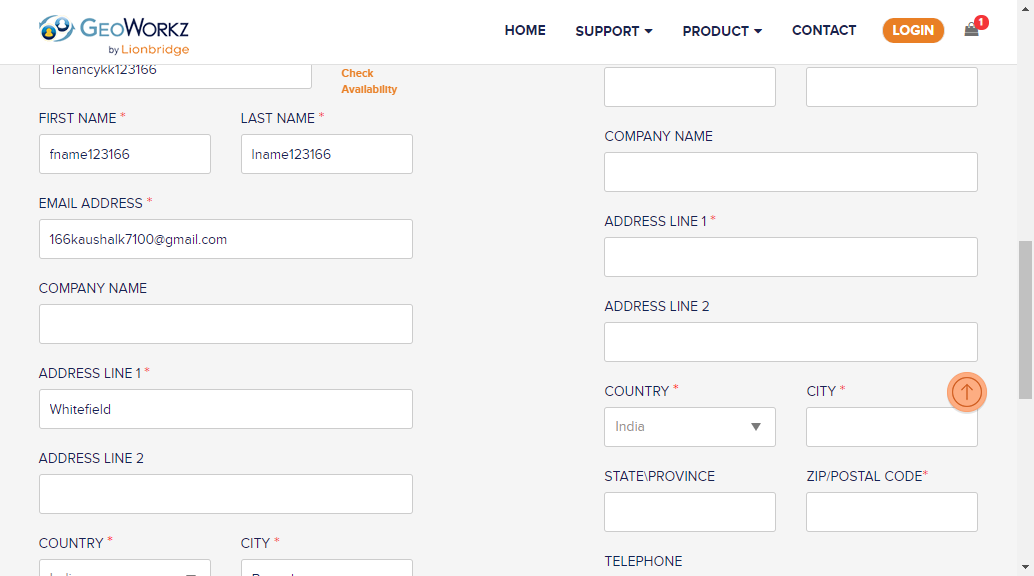 GEOWORKZ
by Lionbridge
HOME
SUPPORT
PRODUCT
CONTACT
LOGIN
1
Tenancykk123166
Check
Availability
FIRST NAME *
LAST NAME *
fname123166
lname123166
EMAIL ADDRESS *
166kaushalk7100@gmail.com
COMPANY NAME
ADDRESS LINE 1 *
Whitefield
ADDRESS LINE 2
COUNTRY *
CITY *
COMPANY NAME
ADDRESS LINE 1 *
ADDRESS LINE 2
COUNTRY *
CITY *
India
STATE\PROVINCE
ZIP/POSTAL CODE*
TELEPHONE